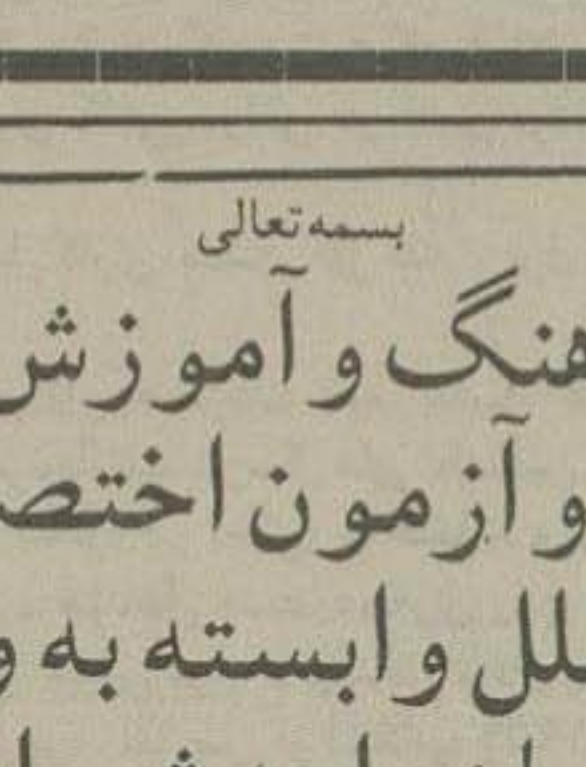 بسمه تعالی
هنگ و آموزش
و آزمون اختص
لل وابسته به و